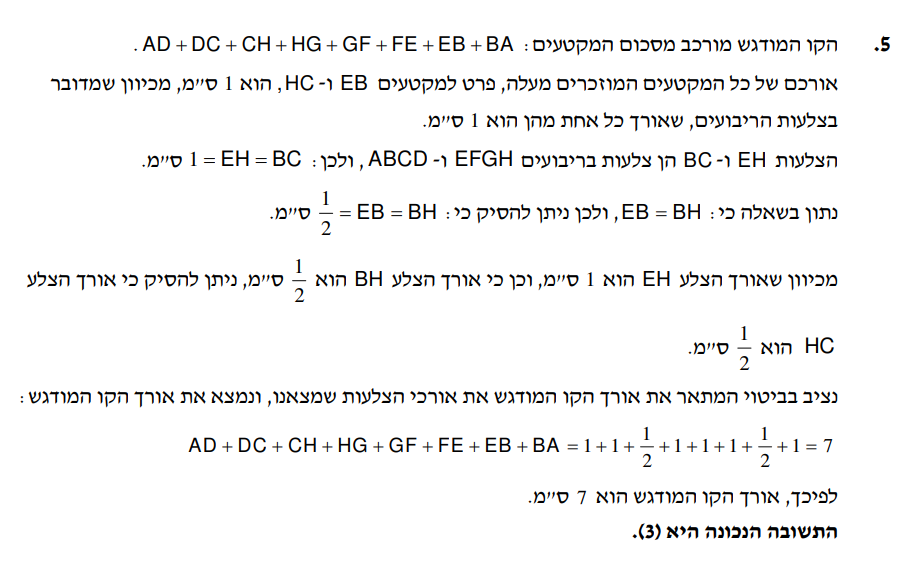 5. הקו המודגש מורכב מסכום המקטעים: AD + DC + CH + HG + GF + FE + EB + BA .
אורכם של כל המקטעים המוזכרים מעלה, פרט למקטעים EB ו- HC, הוא 1 ס"מ, מכיוון שמדובר
בצלעות הריבועים, שאורך כל אחת מהן הוא 1 ס"מ.
הצלעות EH ו- BC הן צלעות בריבועים EFGH ו- ABCD, ולכן: EH = BC = 1 ס"מ.
נתון בשאלה כי: EB = BH, ולכן ניתן להסיק כי: EB = BH = 1/2 ס"מ.
מכיוון שאורך הצלע EH הוא 1 ס"מ, וכן כי אורך הצלע BH הוא 1/2 ס"מ, ניתן להסיק כי אורך הצלע
HC הוא 1/2 ס"מ.
נציב בביטוי המתאר את אורך הקו המודגש את אורכי הצלעות שמצאנו, ונמצא את אורך הקו המודגש:
AD + DC + CH + HG + GF + FE + EB + BA = 1 + 1 + 1/2 + 1 + 1 + 1 + 1/2 + 1 = 7
לפיכך, אורך הקו המודגש הוא 7 ס"מ.
התשובה הנכונה היא (3).